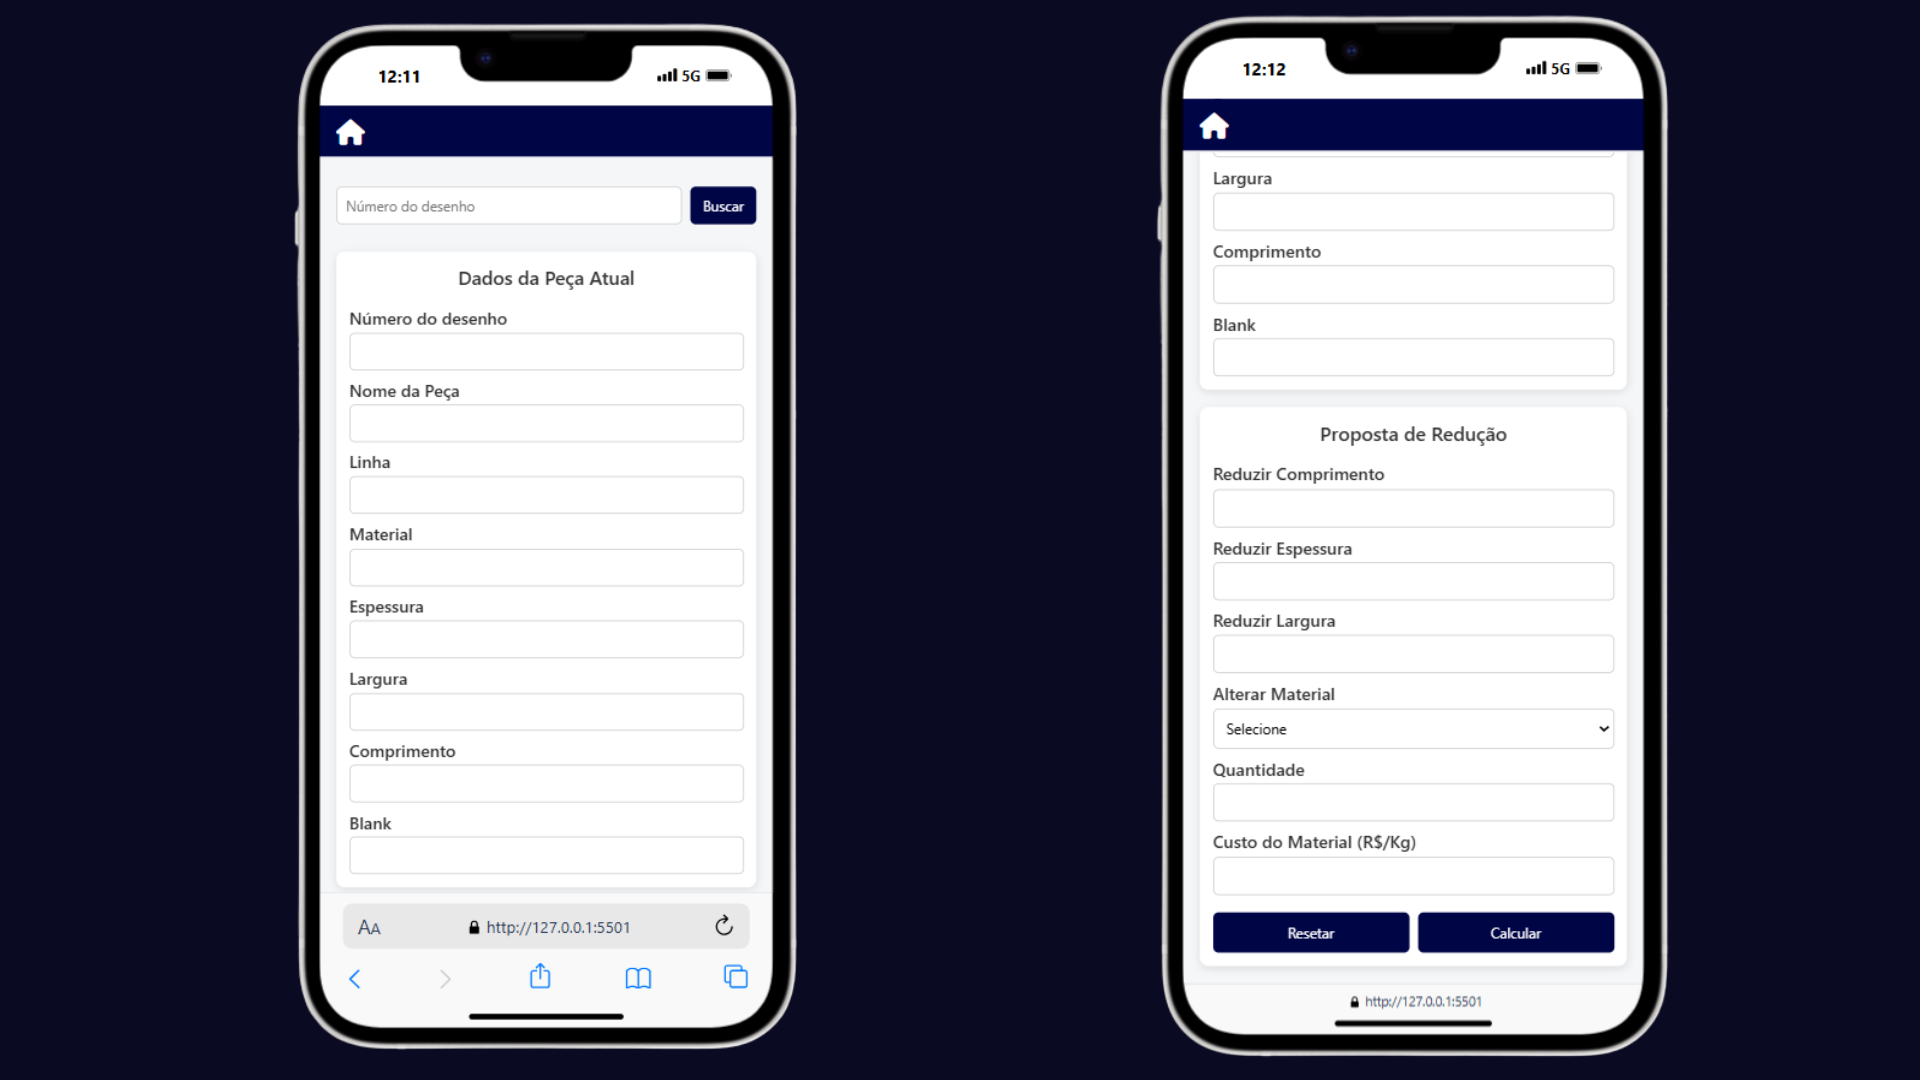 12:11
5G
Número do desenho
Buscar
Dados da Peça Atual
Número do desenho
Nome da Peça
Linha
Material
Espessura
Largura
Comprimento
Blank
AA
http://127.0.0.1:5501
12:12
5G
Largura
Comprimento
Blank
Proposta de Redução
Reduzir Comprimento
Reduzir Espessura
Reduzir Largura
Alterar Material
Selecione
Quantidade
Custo do Material (R$/Kg)
Resetar
Calcular
http://127.0.0.1:5501